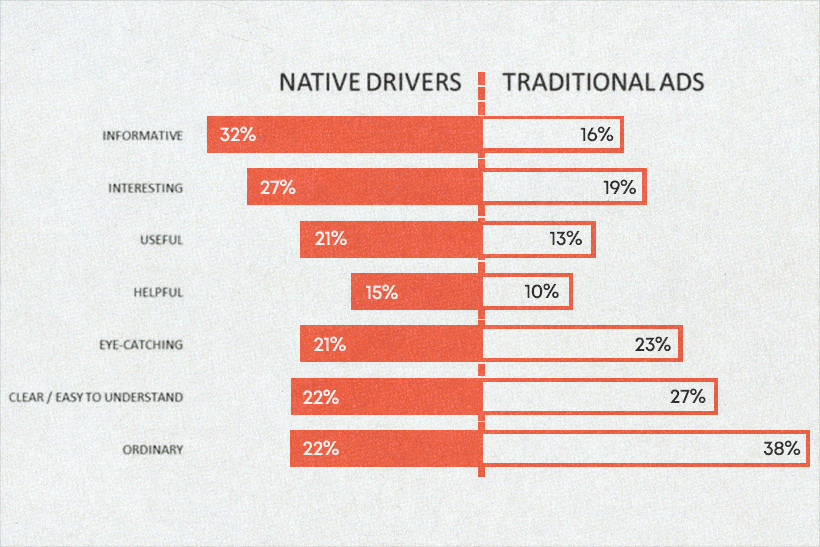 NATIVE DRIVERS TRADITIONAL ADS
INFORMATIVE 32% 16%
INTERESTING 27% 19%
USEFUL 21% 13%
HELPFUL 15% 10%
EYE-CATCHING 21% 23%
CLEAR / EASY TO UNDERSTAND 22% 27%
ORDINARY 22% 38%